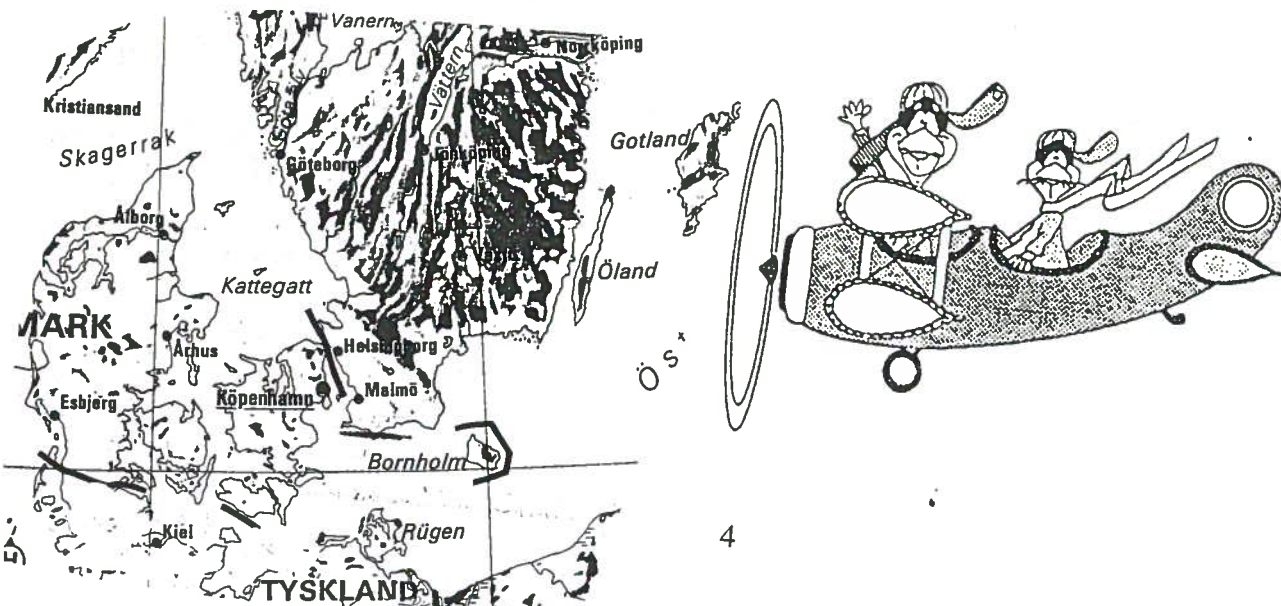 Vanern
Norrköping
Vättern
Kristiansand
Skagerrak
Gotland
Göteborg
Jönköping
Ålborg
Öland
Kattegatt
MARK
Århus
Helsingborg
Ös
Esbjerg
Köpenhamn
Malmö
Bornholm
Kiel
Rügen
4
TYSKLAND